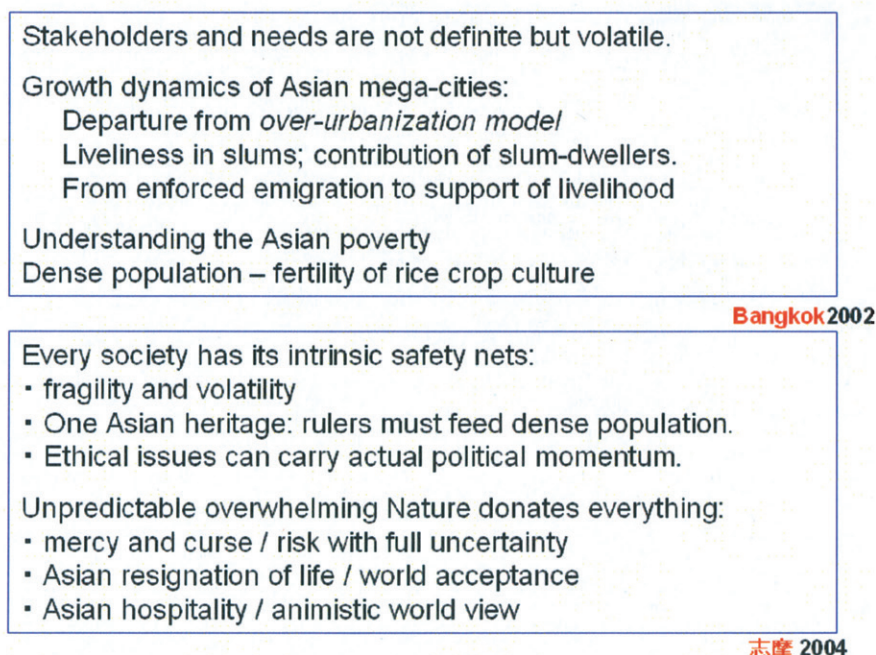 Stakeholders and needs are not definite but volatile.
Growth dynamics of Asian mega-cities:
Departure from over-urbanization model
Liveliness in slums; contribution of slum-dwellers.
From enforced emigration to support of livelihood
Understanding the Asian poverty
Dense population – fertility of rice crop culture
Bangkok2002
Every society has its intrinsic safety nets:
・fragility and volatility
・One Asian heritage: rulers must feed dense population.
・Ethical issues can carry actual political momentum.
Unpredictable overwhelming Nature donates everything:
・mercy and curse / risk with full uncertainty
・Asian resignation of life / world acceptance
・Asian hospitality / animistic world view
志摩 2004